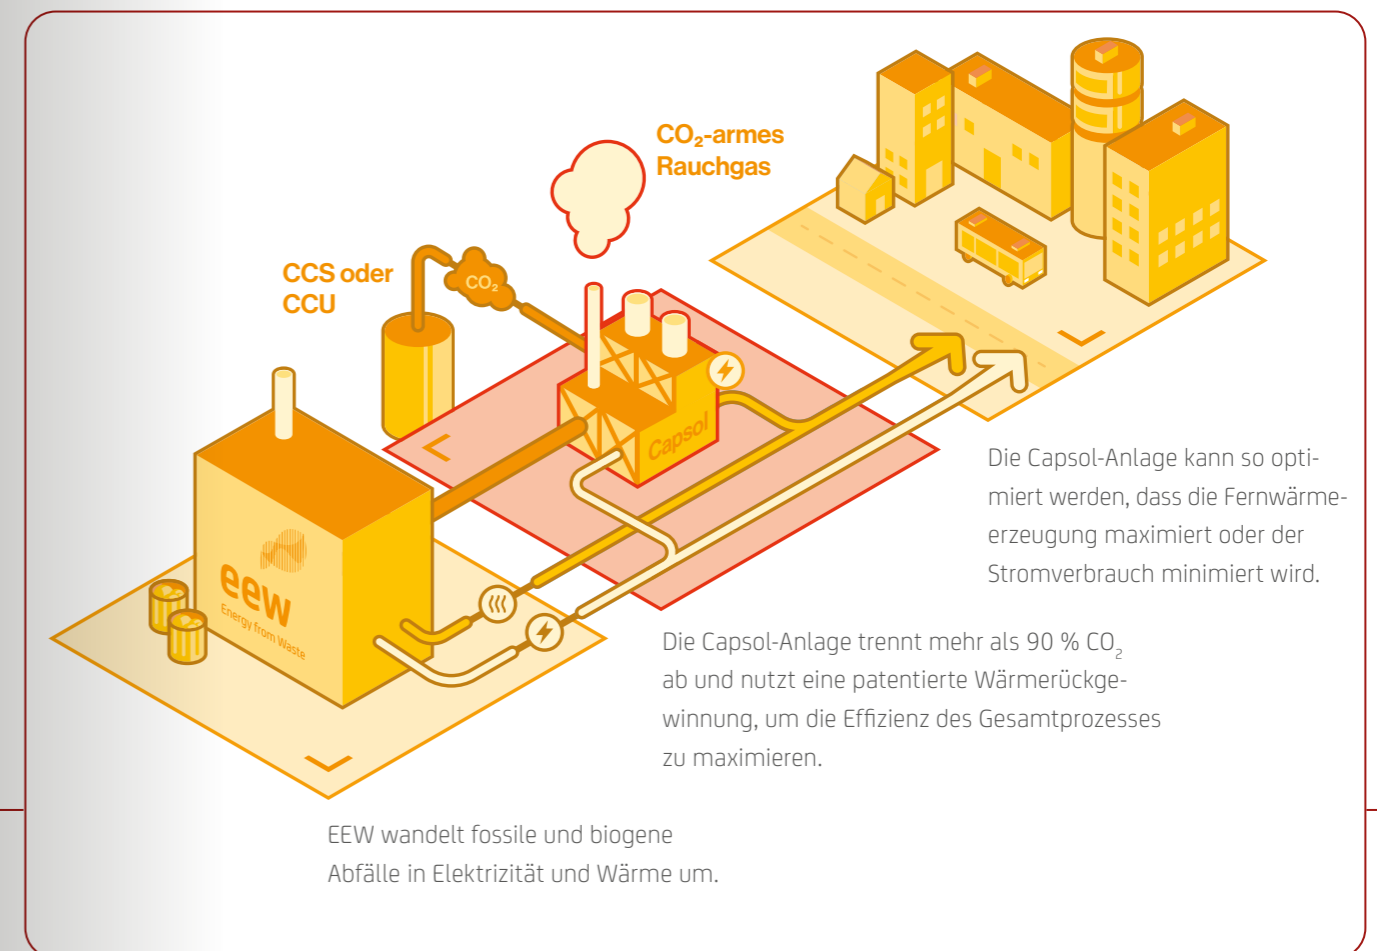 CO₂-armes
Rauchgas
CCS oder
CCU
CO₂
Capsol
eew
Energy from Waste
Die Capsol-Anlage kann so opti-
miert werden, dass die Fernwärme-
erzeugung maximiert oder der
Stromverbrauch minimiert wird.
Die Capsol-Anlage trennt mehr als 90 % CO₂
ab und nutzt eine patentierte Wärmerückge-
winnung, um die Effizienz des Gesamtprozesses
zu maximieren.
EEW wandelt fossile und biogene
Abfälle in Elektrizität und Wärme um.